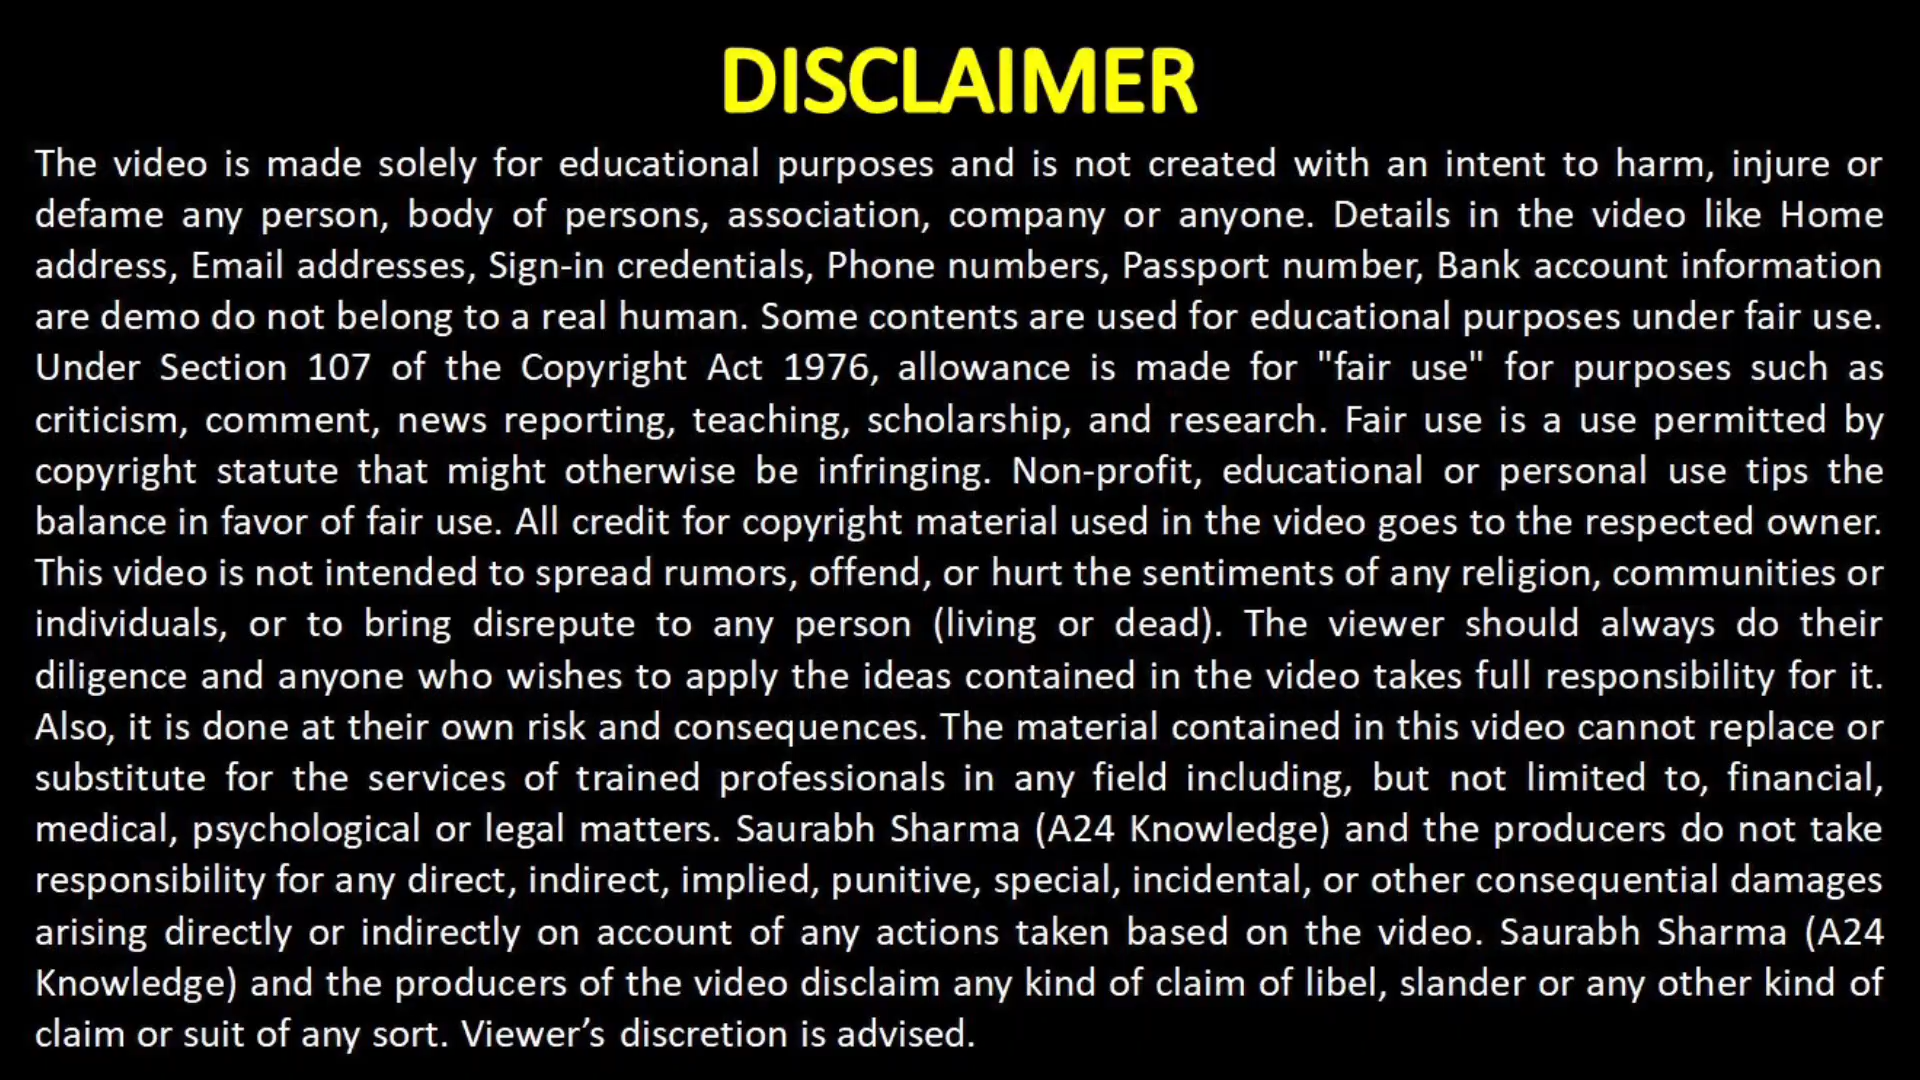 DISCLAIMER
The video is made solely for educational purposes and is not created with an intent to harm, injure or
defame any person, body of persons, association, company or anyone. Details in the video like Home
address, Email addresses, Sign-in credentials, Phone numbers, Passport number, Bank account information
are demo do not belong to a real human. Some contents are used for educational purposes under fair use.
Under Section 107 of the Copyright Act 1976, allowance is made for "fair use" for purposes such as
criticism, comment, news reporting, teaching, scholarship, and research. Fair use is a use permitted by
copyright statute that might otherwise be infringing. Non-profit, educational or personal use tips the
balance in favor of fair use. All credit for copyright material used in the video goes to the respected owner.
This video is not intended to spread rumors, offend, or hurt the sentiments of any religion, communities or
individuals, or to bring disrepute to any person (living or dead). The viewer should always do their
diligence and anyone who wishes to apply the ideas contained in the video takes full responsibility for it.
Also, it is done at their own risk and consequences. The material contained in this video cannot replace or
substitute for the services of trained professionals in any field including, but not limited to, financial,
medical, psychological or legal matters. Saurabh Sharma (A24 Knowledge) and the producers do not take
responsibility for any direct, indirect, implied, punitive, special, incidental, or other consequential damages
arising directly or indirectly on account of any actions taken based on the video. Saurabh Sharma (A24
Knowledge) and the producers of the video disclaim any kind of claim of libel, slander or any other kind of
claim or suit of any sort. Viewer’s discretion is advised.